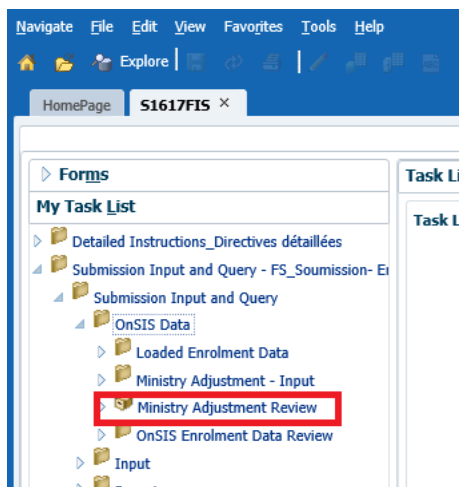 Navigate File Edit View Favorites Tools Help
Explore
HomePage S1617FIS ×
Forms
Task Li
My Task List
Task L
Detailed Instructions_Directives détaillées
Submission Input and Query - FS_Soumission- En
Submission Input and Query
OnSIS Data
Loaded Enrolment Data
Ministry Adjustment - Input
Ministry Adjustment Review
OnSIS Enrolment Data Review
Input